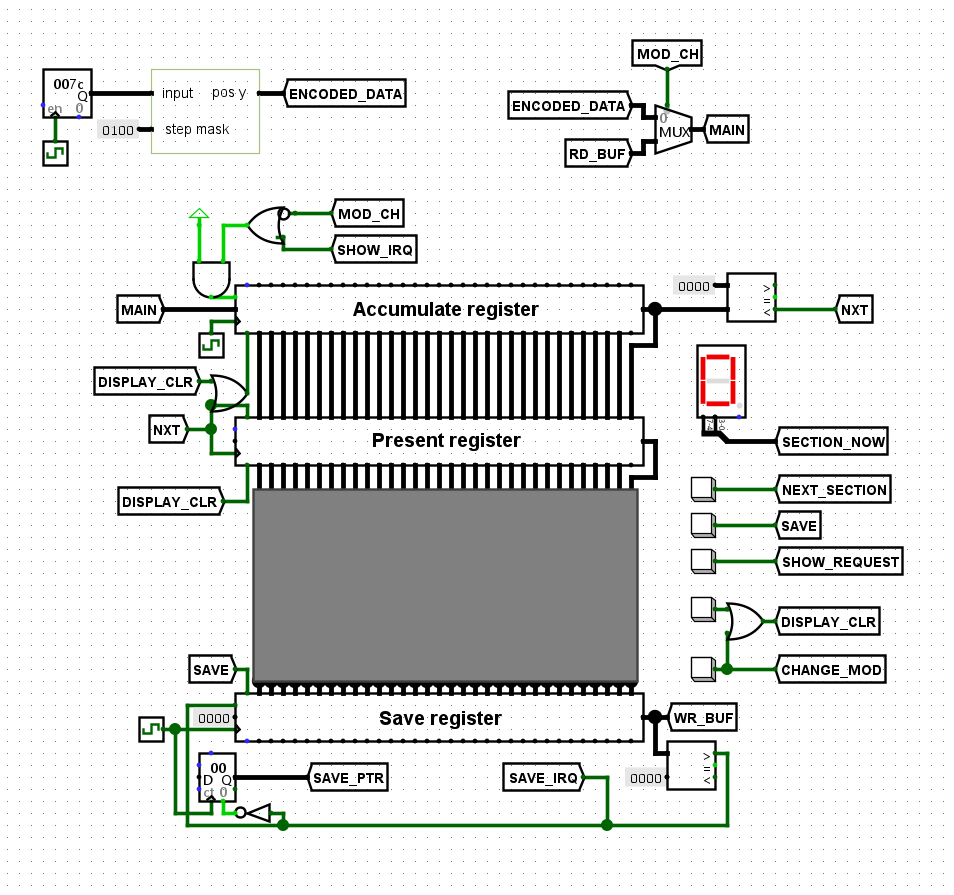 MOD_CH
007c
Q
en 0
input pos y
ENCODED_DATA
0100
step mask
ENCODED_DATA
0
MUX
MAIN
RD_BUF
MOD_CH
SHOW_IRQ
MAIN
Accumulate register
0000
>
=
<
NXT
DISPLAY_CLR
NXT
Present register
SECTION_NOW
DISPLAY_CLR
NEXT_SECTION
SAVE
SHOW_REQUEST
DISPLAY_CLR
SAVE
CHANGE_MOD
0000
Save register
WR_BUF
00
D Q
ct 0
SAVE_PTR
SAVE_IRQ
0000
>
=
<